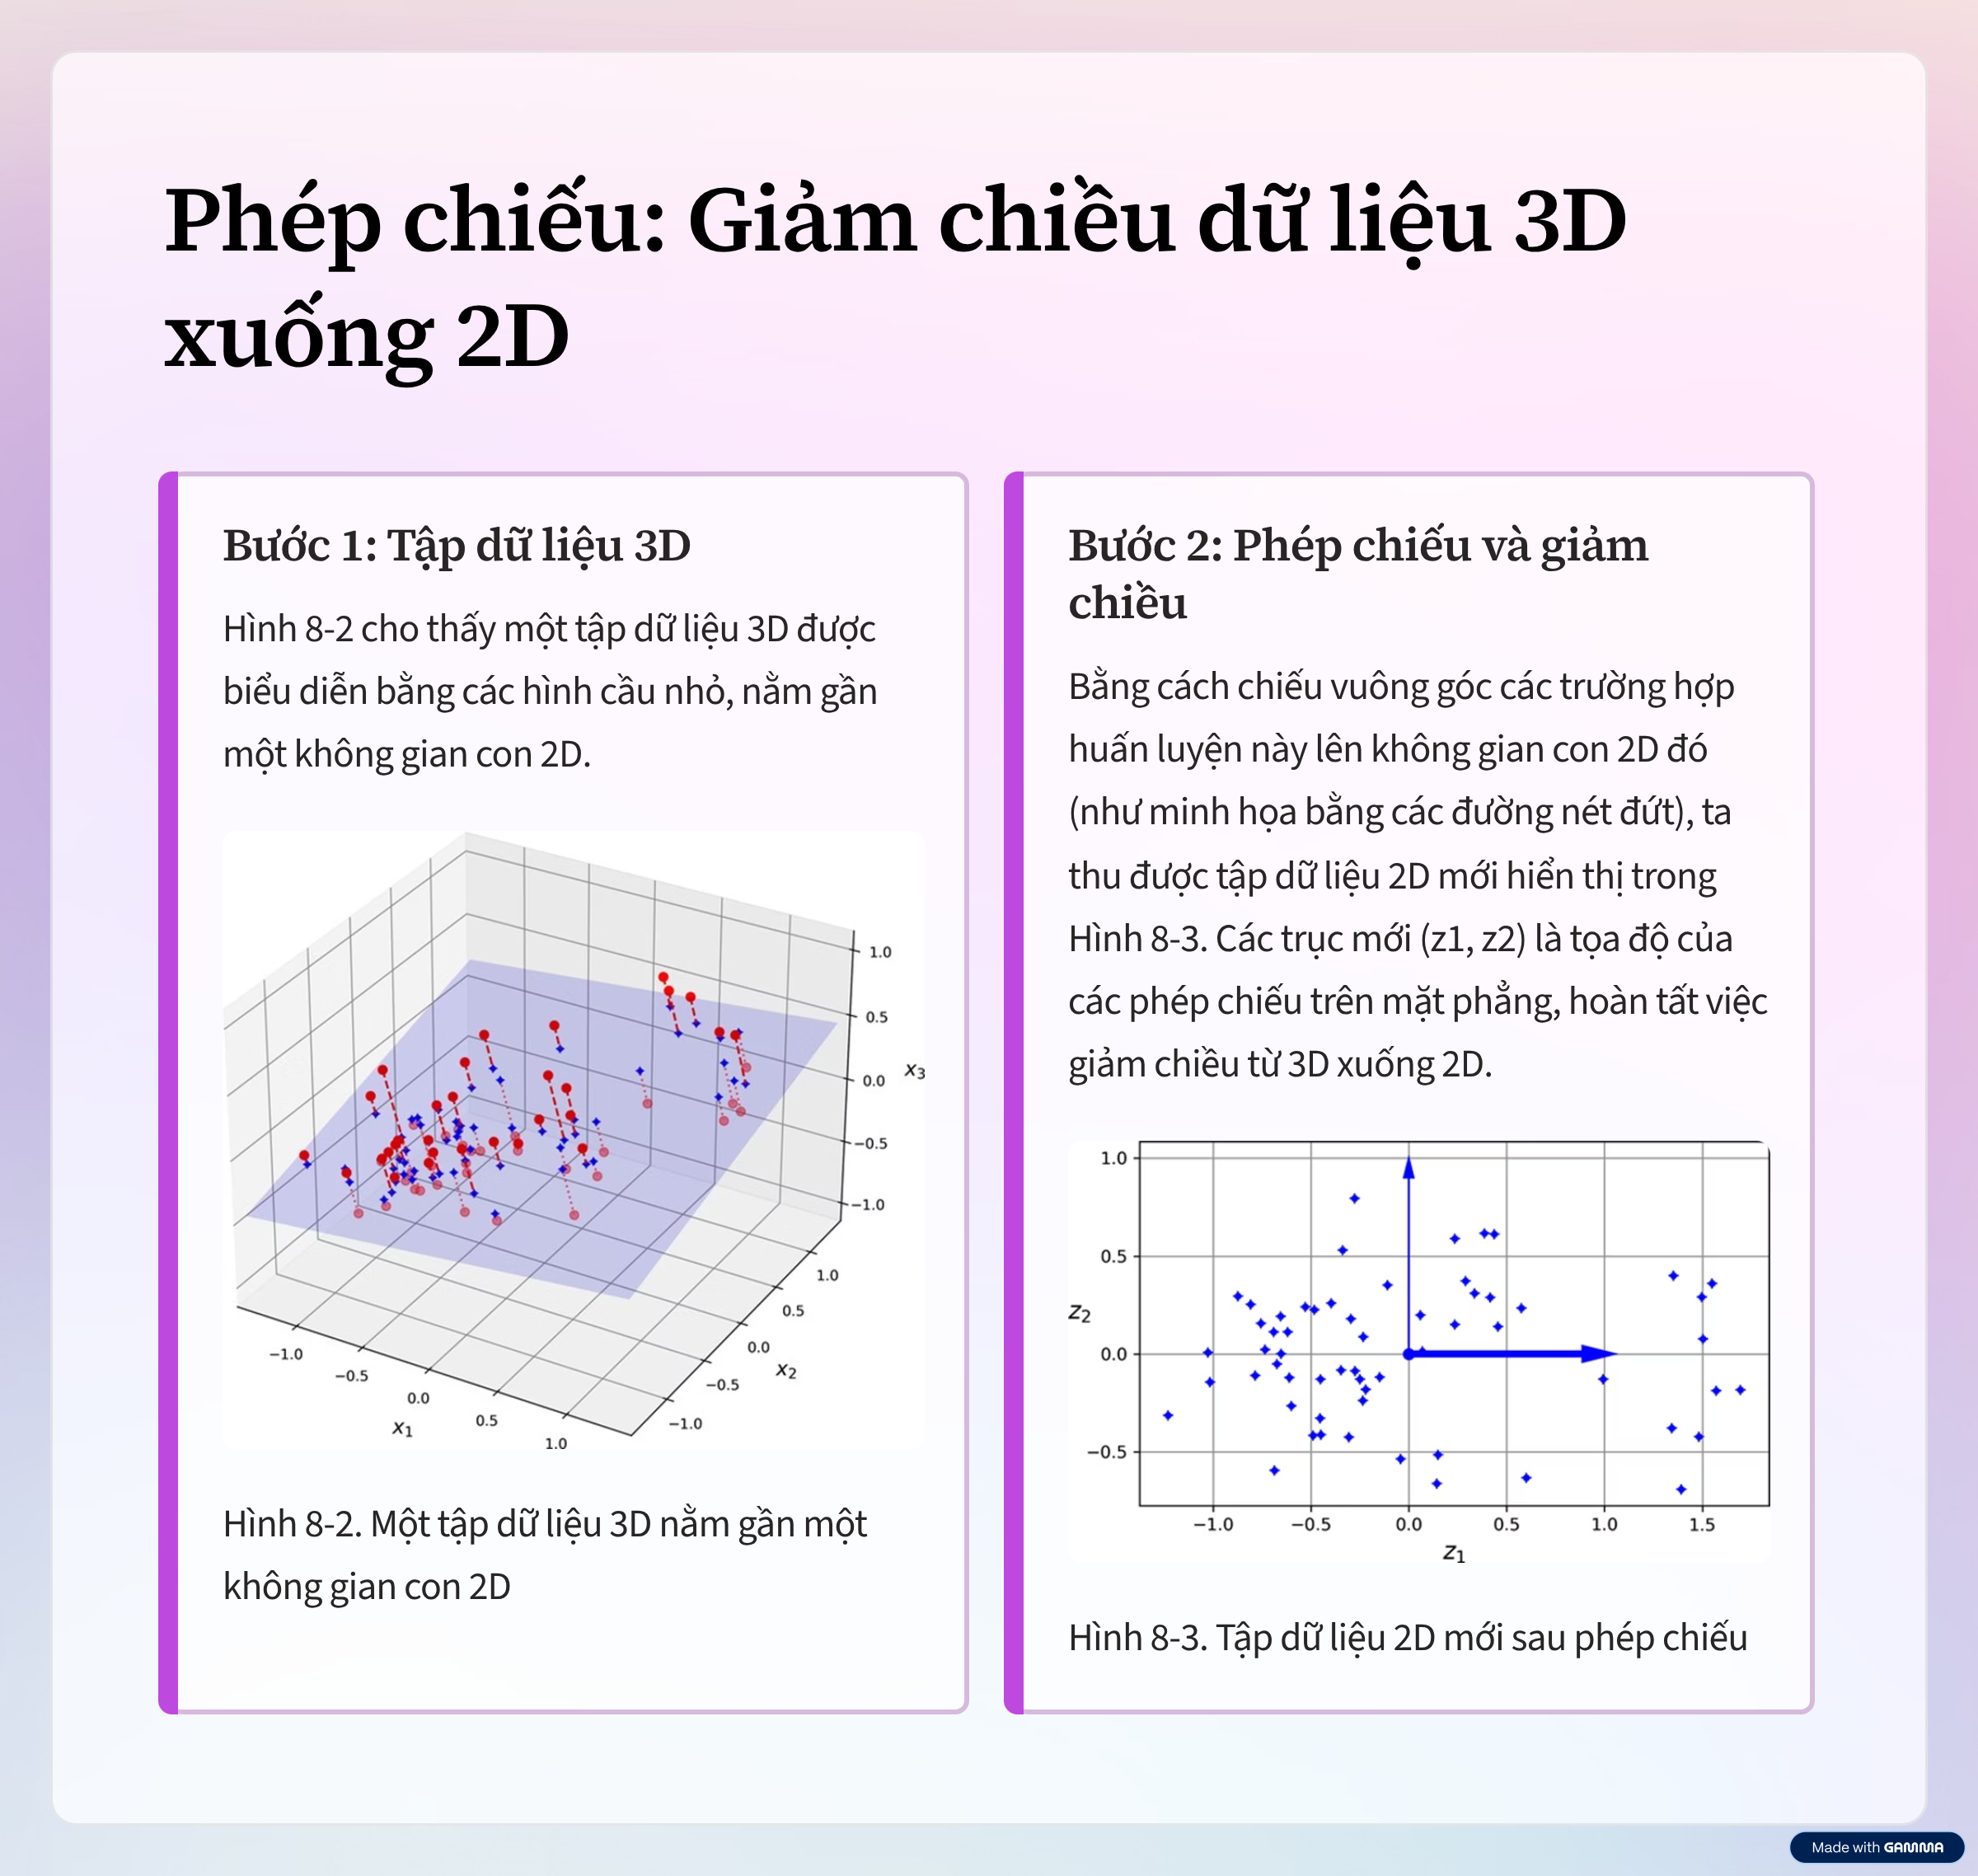 Phép chiếu: Giảm chiều dữ liệu 3D
xuống 2D
Bước 1: Tập dữ liệu 3D
Hình 8-2 cho thấy một tập dữ liệu 3D được
biểu diễn bằng các hình cầu nhỏ, nằm gần
một không gian con 2D.
1.0
0.5
0.0
x3
−0.5
−1.0
1.0
0.5
0.0
x2
−0.5
−1.0
−1.0
−0.5
0.0
0.5
1.0
x1
Hình 8-2. Một tập dữ liệu 3D nằm gần một
không gian con 2D
Bước 2: Phép chiếu và giảm
chiều
Bằng cách chiếu vuông góc các trường hợp
huấn luyện này lên không gian con 2D đó
(như minh họa bằng các đường nét đứt), ta
thu được tập dữ liệu 2D mới hiển thị trong
Hình 8-3. Các trục mới (z1, z2) là tọa độ của
các phép chiếu trên mặt phẳng, hoàn tất việc
giảm chiều từ 3D xuống 2D.
1.0
0.5
z2
0.0
−0.5
−1.0 −0.5 0.0 0.5 1.0 1.5
z1
Hình 8-3. Tập dữ liệu 2D mới sau phép chiếu
Made with GAMMA